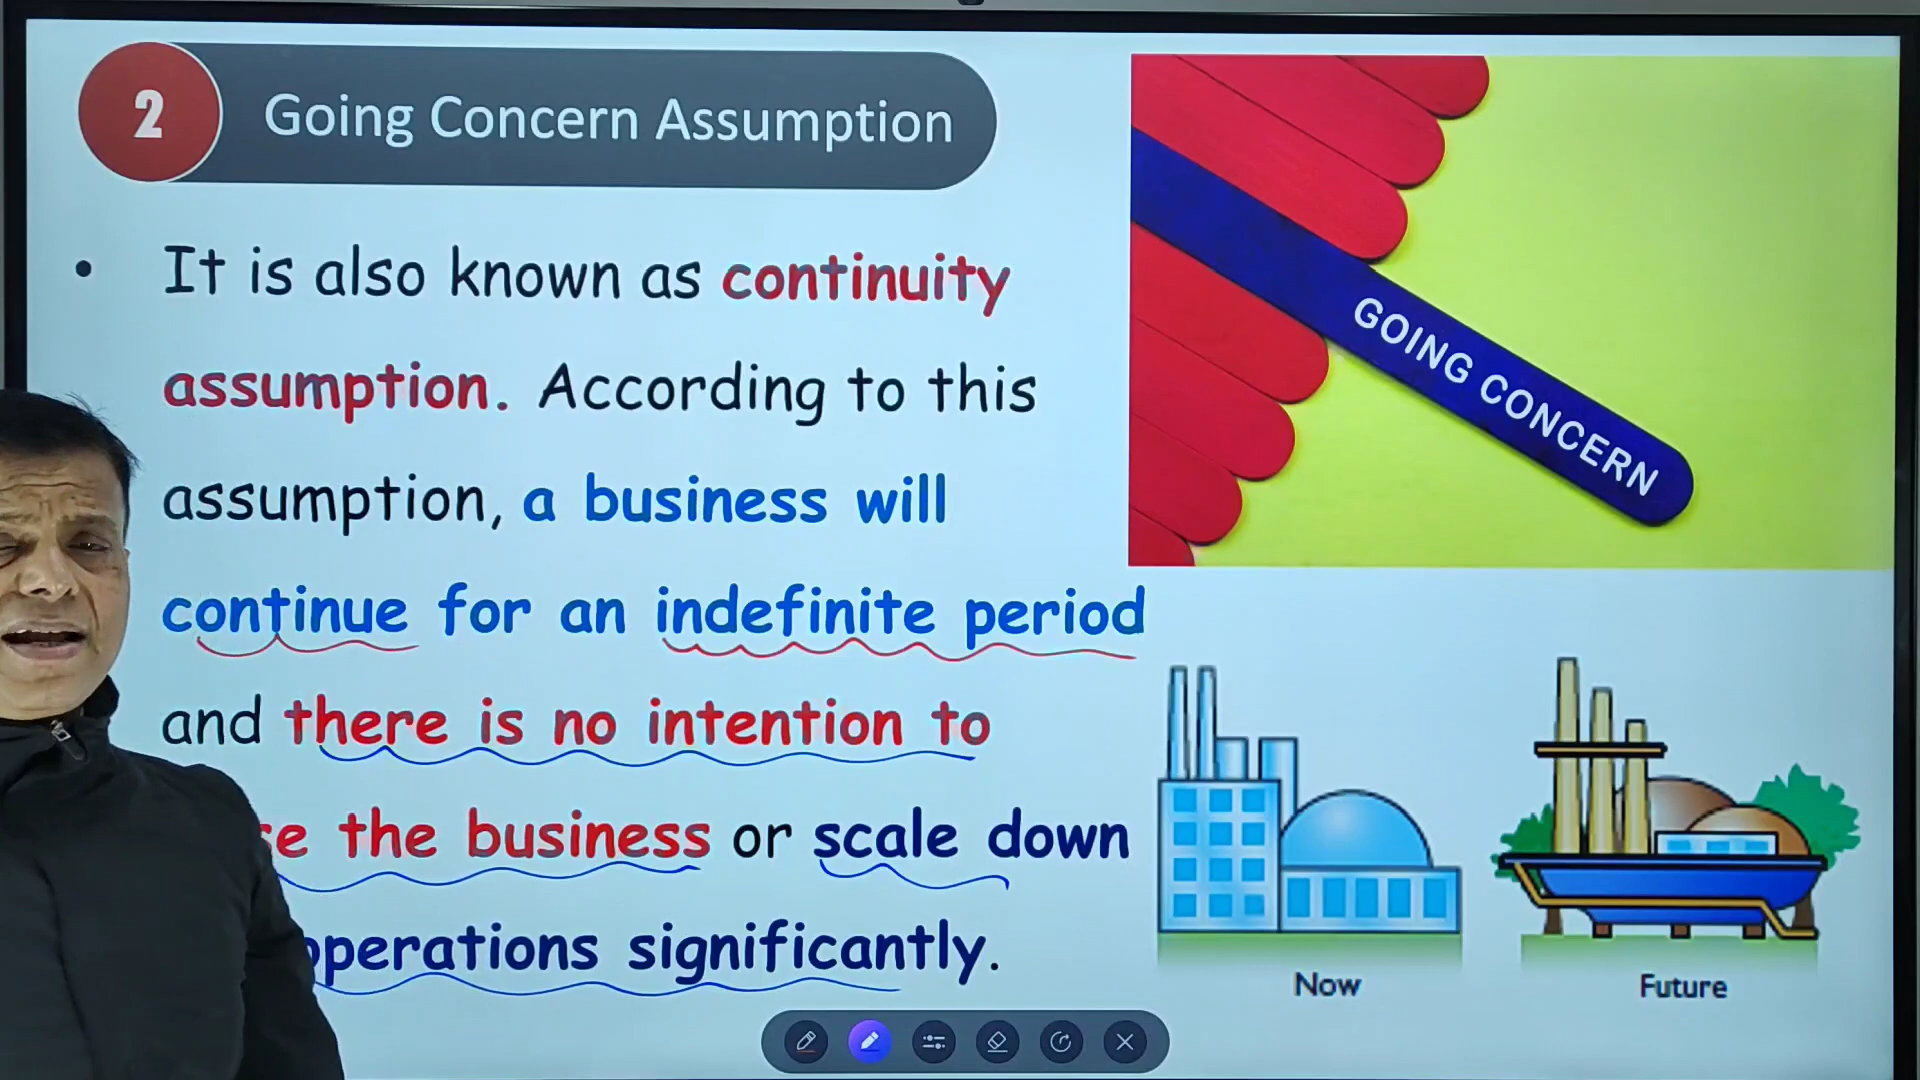 2
Going Concern Assumption
• It is also known as continuity
assumption. According to this
assumption, a business will
continue for an indefinite period
and there is no intention to
the business or scale down
operations significantly.
GOING CONCERN
Now
Future